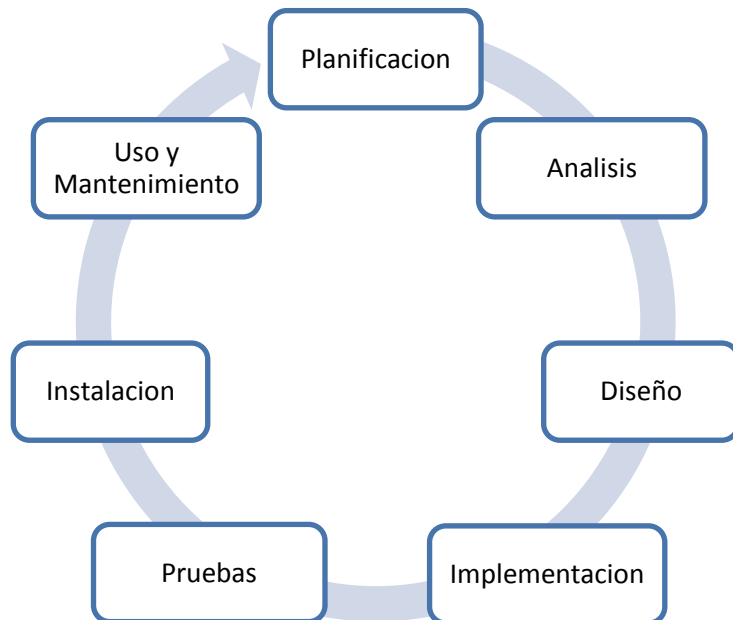 Planificacion
Analisis
Diseño
Implementacion
Pruebas
Instalacion
Uso y
Mantenimiento